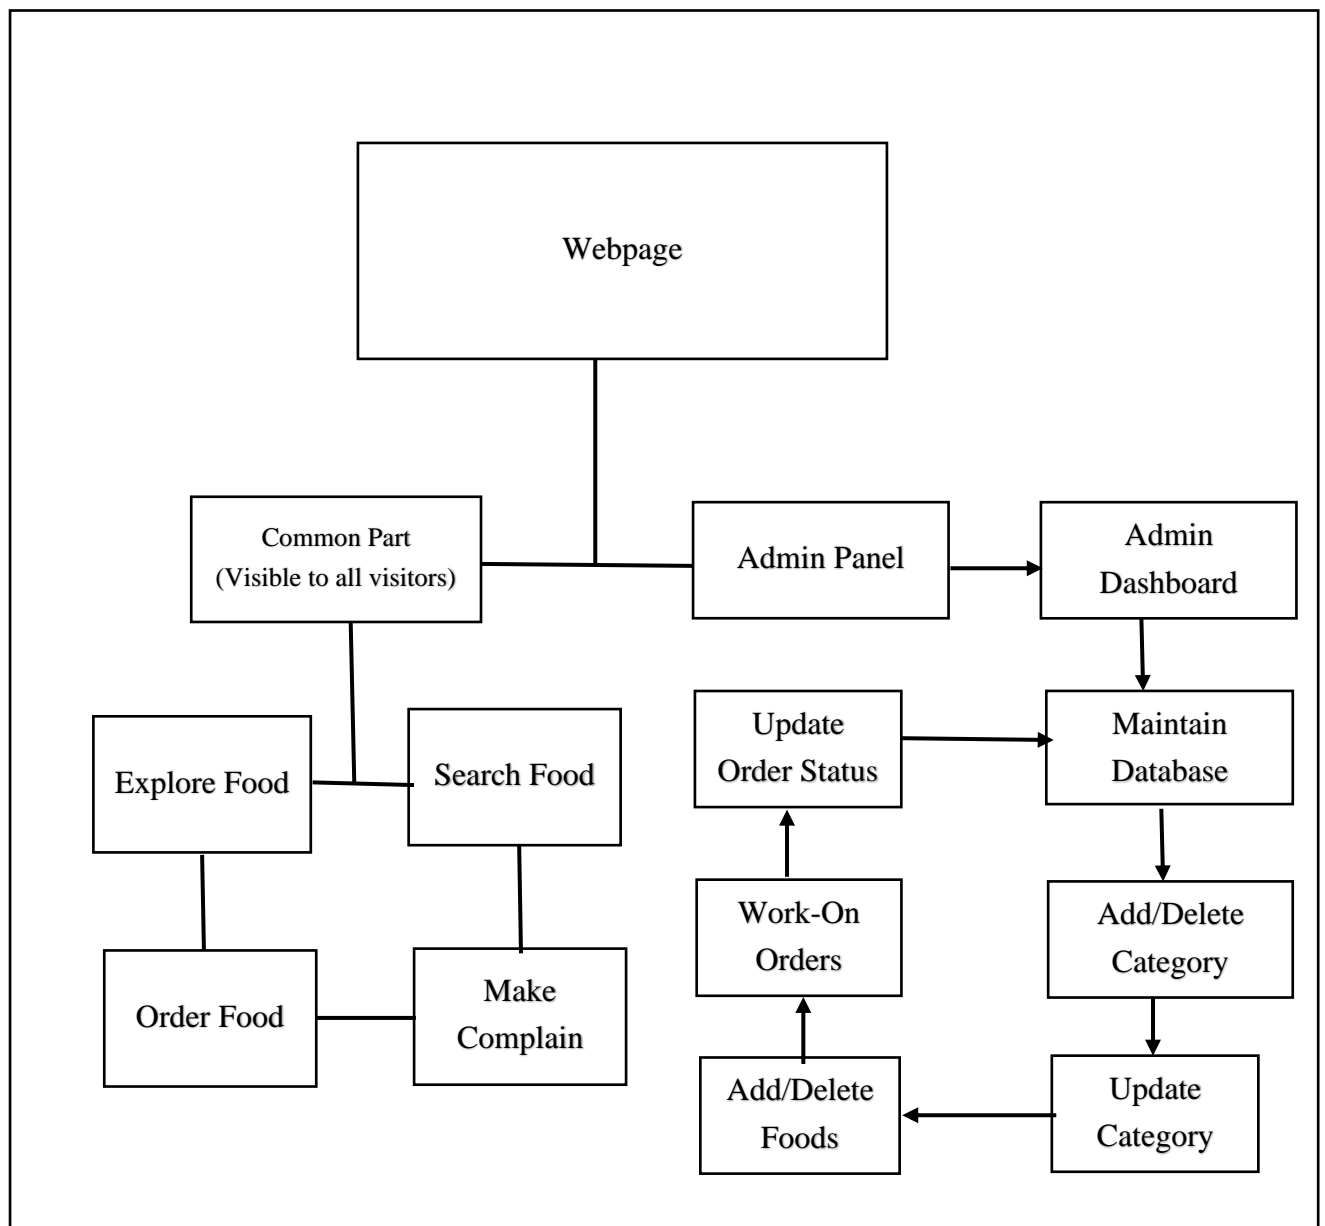 Webpage
Common Part
(Visible to all visitors)
Admin Panel
Admin
Dashboard
Explore Food
Search Food
Update
Order Status
Maintain
Database
Order Food
Make
Complain
Work-On
Orders
Add/Delete
Category
Add/Delete
Foods
Update
Category